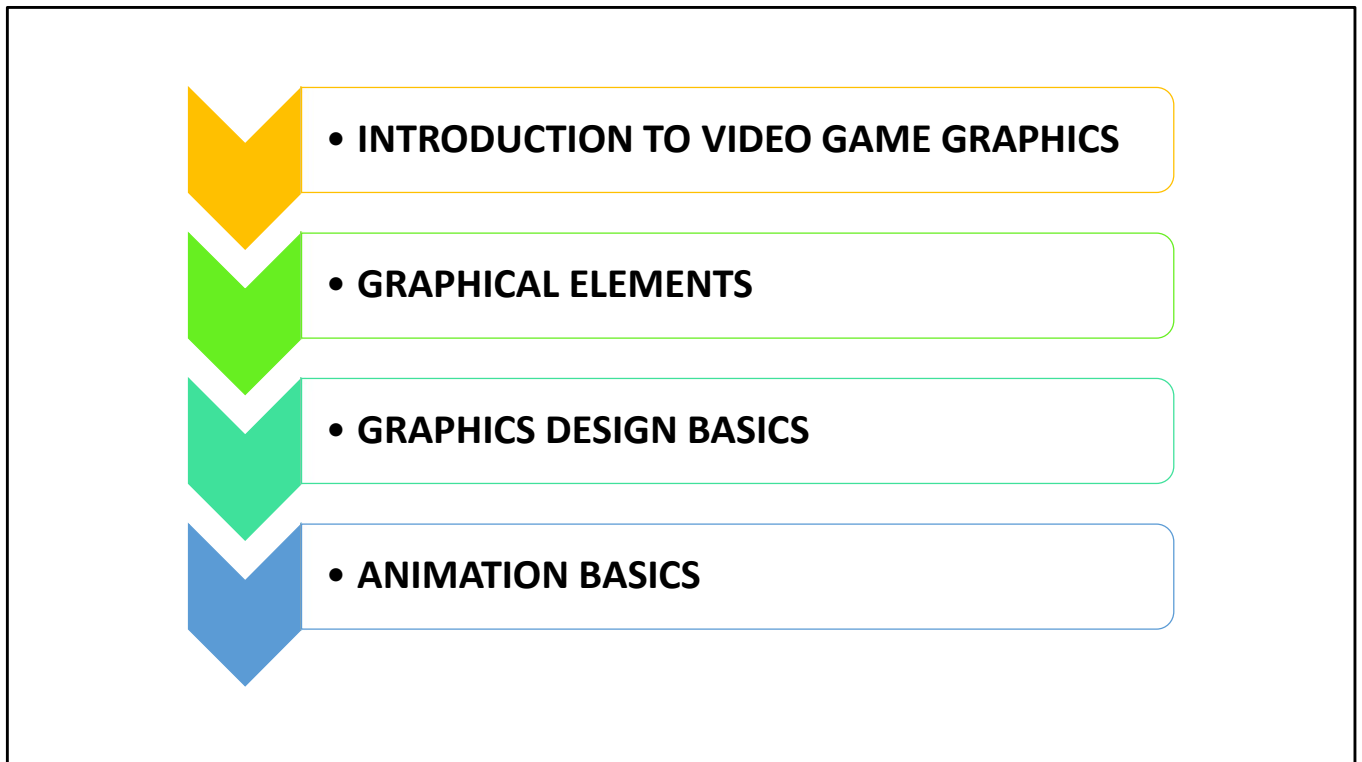 • INTRODUCTION TO VIDEO GAME GRAPHICS
• GRAPHICAL ELEMENTS
• GRAPHICS DESIGN BASICS
• ANIMATION BASICS